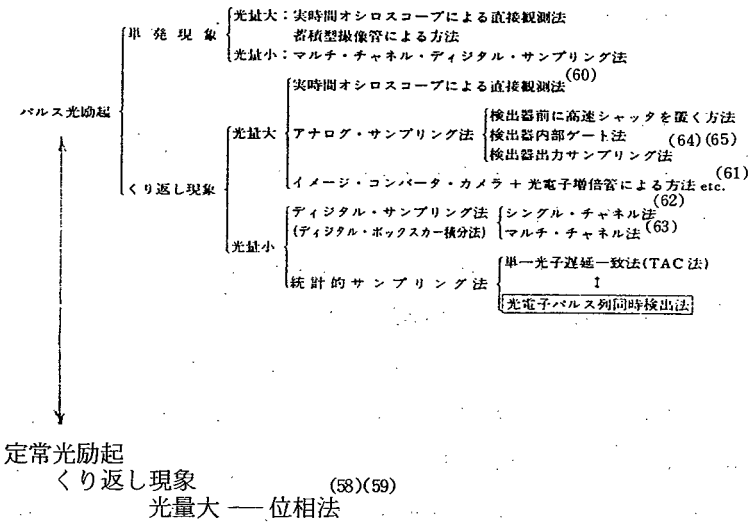 光量大：実時間オシロスコープによる直接観測法
単発現象
蓄積型撮像管による方法
光量小：マルチ・チャネル・ディジタル・サンプリング法
実時間オシロスコープによる直接観測法(60)
パルス光励起
検出器前に高速シャッタを置く方法
光量大
アナログ・サンプリング法
検出器内部ゲート法
(64)(65)
検出器出力サンプリング法
くり返し現象
イメージ・コンバータ・カメラ + 光電子増倍管による方法 etc.(61)
ディジタル・サンプリング法
シングル・チャネル法(62)
(ディジタル・ボックスカー積分法)
マルチ・チャネル法(63)
光量小
単一光子遅延一致法(TAC法)
統計的サンプリング法
↕
光電子パルス列同時検出法
定常光励起
くり返し現象
(58)(59)
光量大 ── 位相法